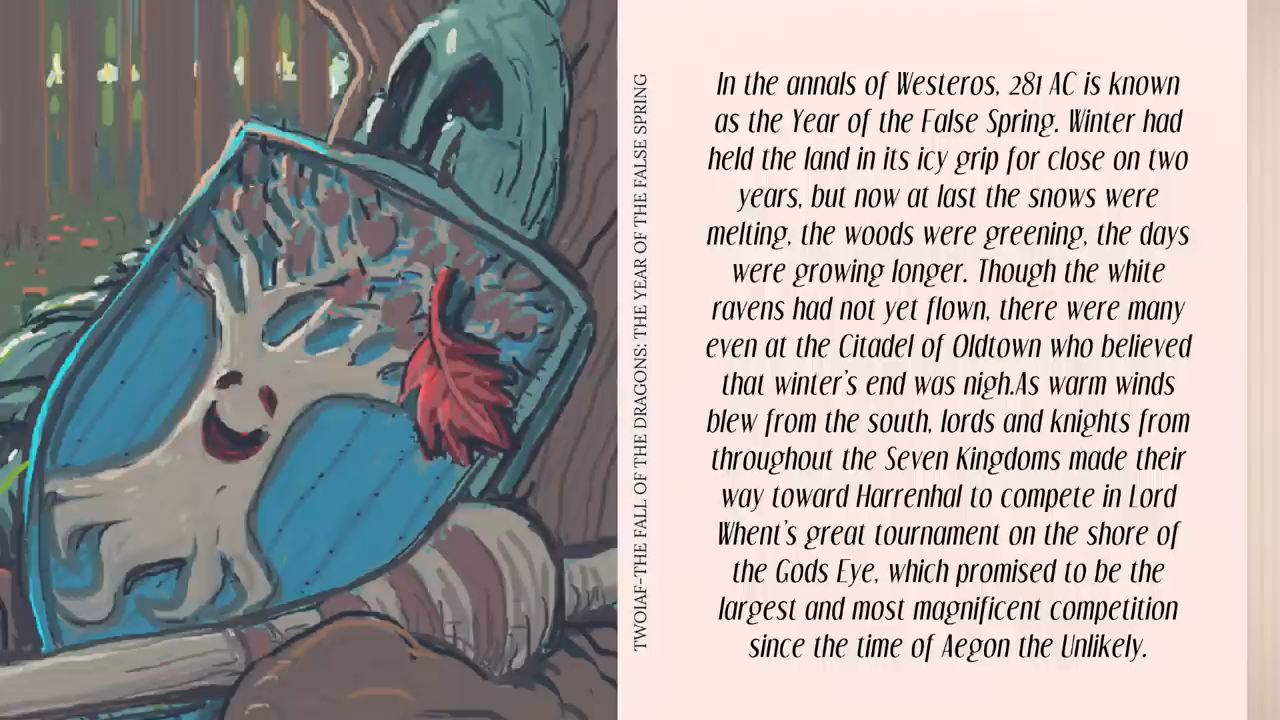 TWOIAF-THE FALL OF THE DRAGONS: THE YEAR OF THE FALSE SPRING
In the annals of Westeros, 281 AC is known
as the Year of the False Spring. Winter had
held the land in its icy grip for close on two
years, but now at last the snows were
melting, the woods were greening, the days
were growing longer. Though the white
ravens had not yet flown, there were many
even at the Citadel of Oldtown who believed
that winter's end was nigh.As warm winds
blew from the south, lords and knights from
throughout the Seven Kingdoms made their
way toward Harrenhal to compete in Lord
Whent's great tournament on the shore of
the Gods Eye, which promised to be the
largest and most magnificent competition
since the time of Aegon the Unlikely.